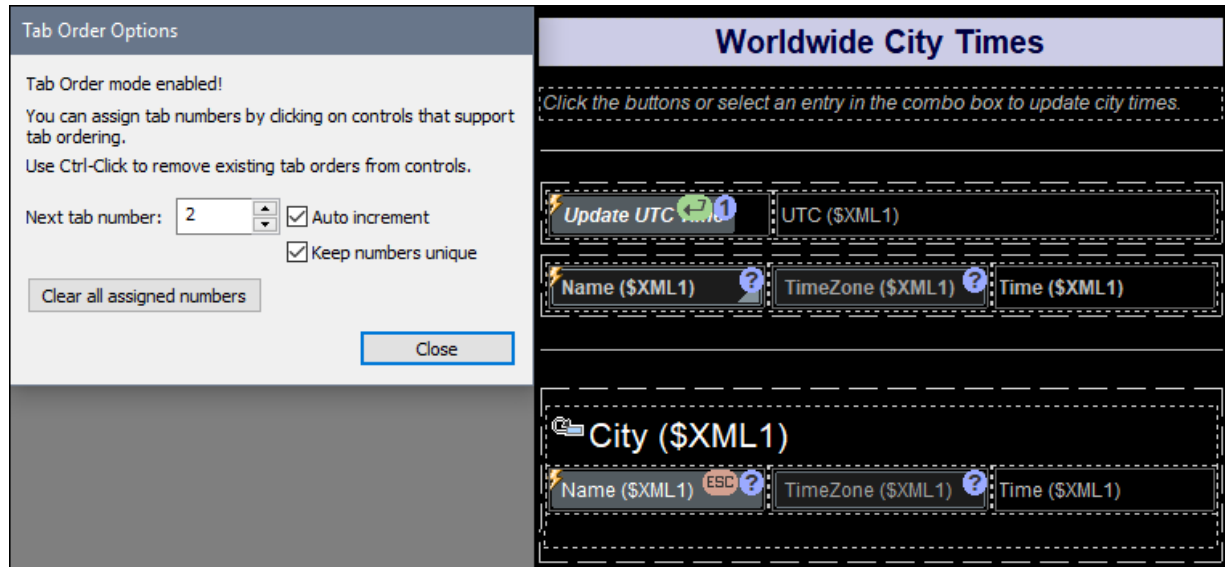 Tab Order Options
Tab Order mode enabled!
You can assign tab numbers by clicking on controls that support
tab ordering.
Use Ctrl-Click to remove existing tab orders from controls.
Next tab number: 2 Auto increment
Keep numbers unique
Clear all assigned numbers
Close
Worldwide City Times
Click the buttons or select an entry in the combo box to update city times.
Update UTC 1 UTC ($XML1)
Name ($XML1) ? TimeZone ($XML1) ? Time ($XML1)
City ($XML1)
Name ($XML1) ESC ? TimeZone ($XML1) ? Time ($XML1)